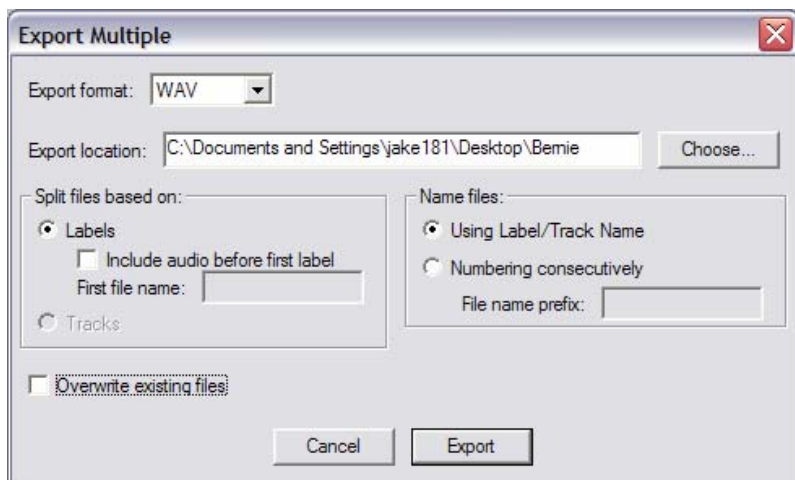 Export Multiple
Export format: WAV
Export location: C:\Documents and Settings\jake181\Desktop\Bernie Choose...
Split files based on:
Labels
Include audio before first label
First file name:
Tracks
Name files:
Using Label/Track Name
Numbering consecutively
File name prefix:
Overwrite existing files
Cancel Export